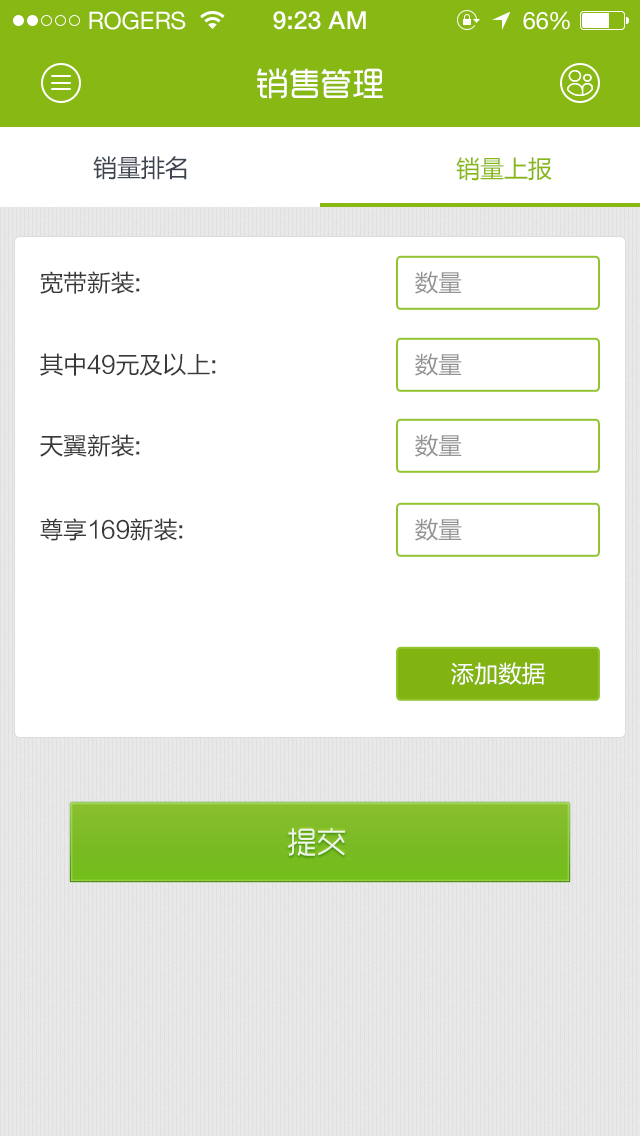 ROGERS 9:23 AM 66%
销售管理
销量排名 销量上报
宽带新装: 数量
其中49元及以上: 数量
天翼新装: 数量
尊享169新装: 数量
添加数据
提交